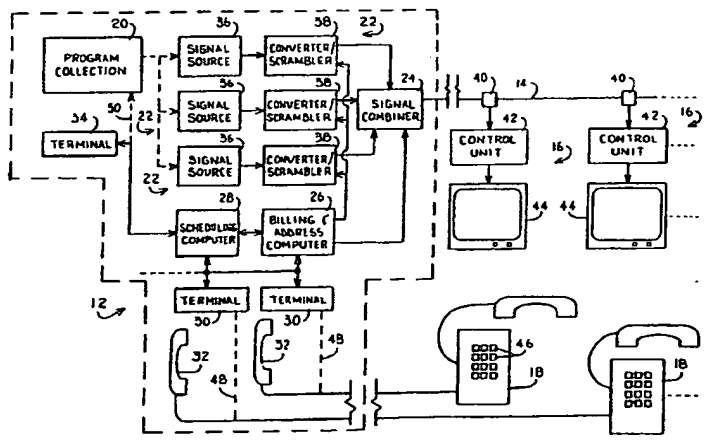 20
36
38
22
PROGRAM
COLLECTION
SIGNAL
SOURCE
CONVERTER/
SCRAMBLER
24
40
14
40
50
34
22
36
SIGNAL
SOURCE
38
CONVERTER/
SCRAMBLER
SIGNAL
COMBINER
42
42
16
TERMINAL
22
36
SIGNAL
SOURCE
38
CONVERTER/
SCRAMBLER
CONTROL
UNIT
16
CONTROL
UNIT
28
SCHEDULING
COMPUTER
26
BILLING &
ADDRESS
COMPUTER
44
44
12
TERMINAL
30
TERMINAL
30
32
48
32
48
46
18
18